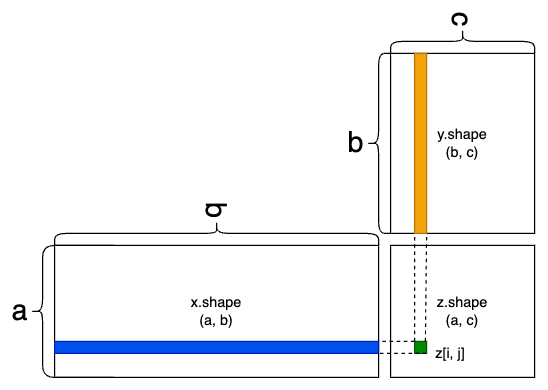 c
b
y.shape
(b, c)
b
a
x.shape
(a, b)
z.shape
(a, c)
z[i, j]